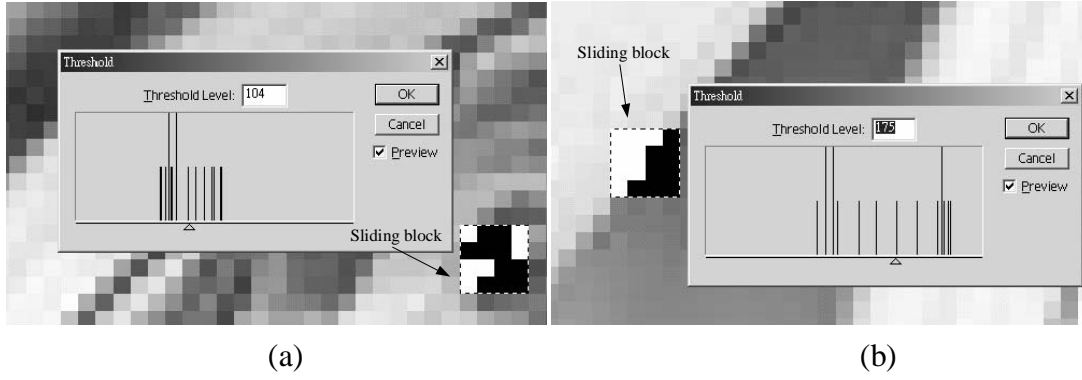 Threshold
Threshold Level: 104
OK
Cancel
Preview
Sliding block
(a)
Sliding block
Threshold
Threshold Level: 175
OK
Cancel
Preview
(b)